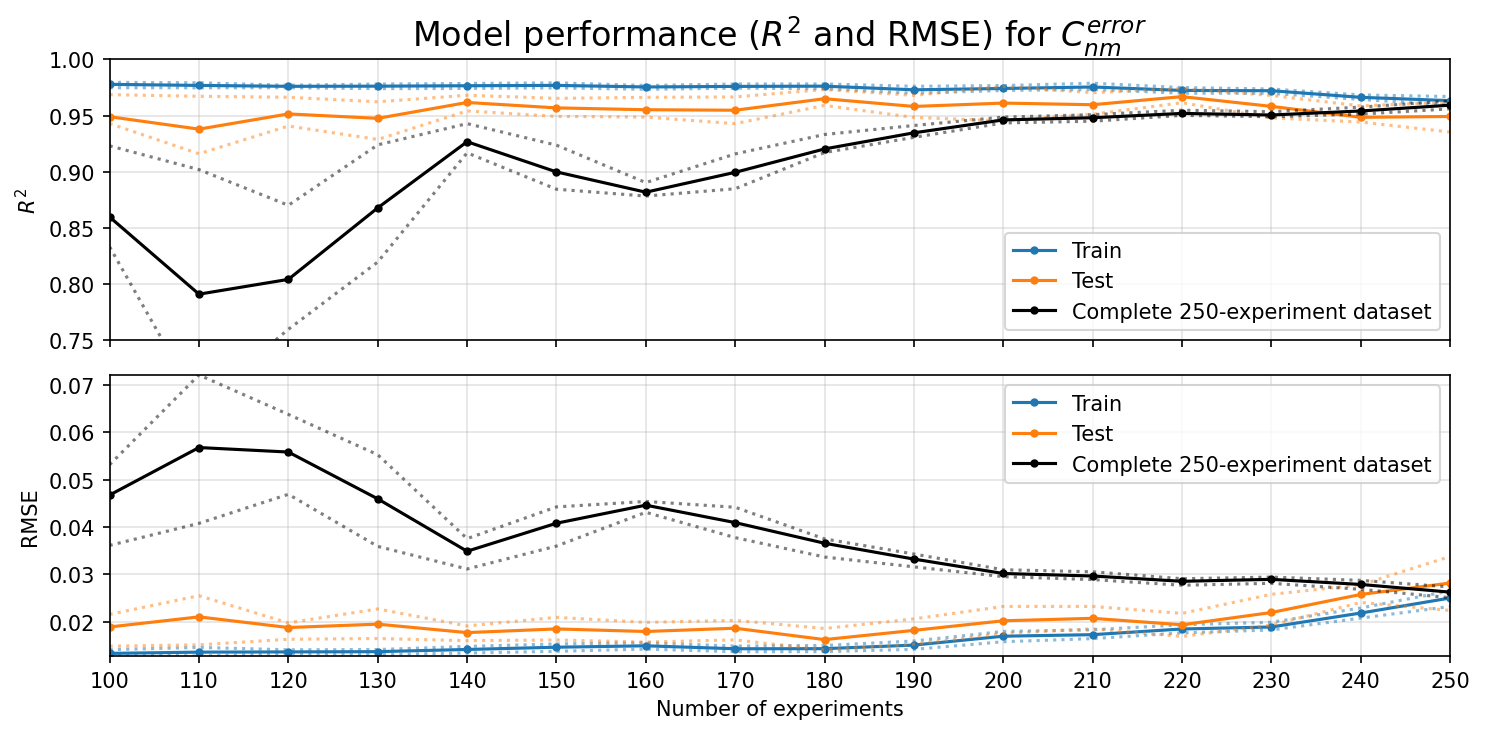 Model performance (R² and RMSE) for C_{nm}^{error}
1.00
0.95
0.90
0.85
0.80
0.75
R²
Train
Test
Complete 250-experiment dataset
0.07
0.06
0.05
0.04
0.03
0.02
RMSE
Train
Test
Complete 250-experiment dataset
100 110 120 130 140 150 160 170 180 190 200 210 220 230 240 250
Number of experiments